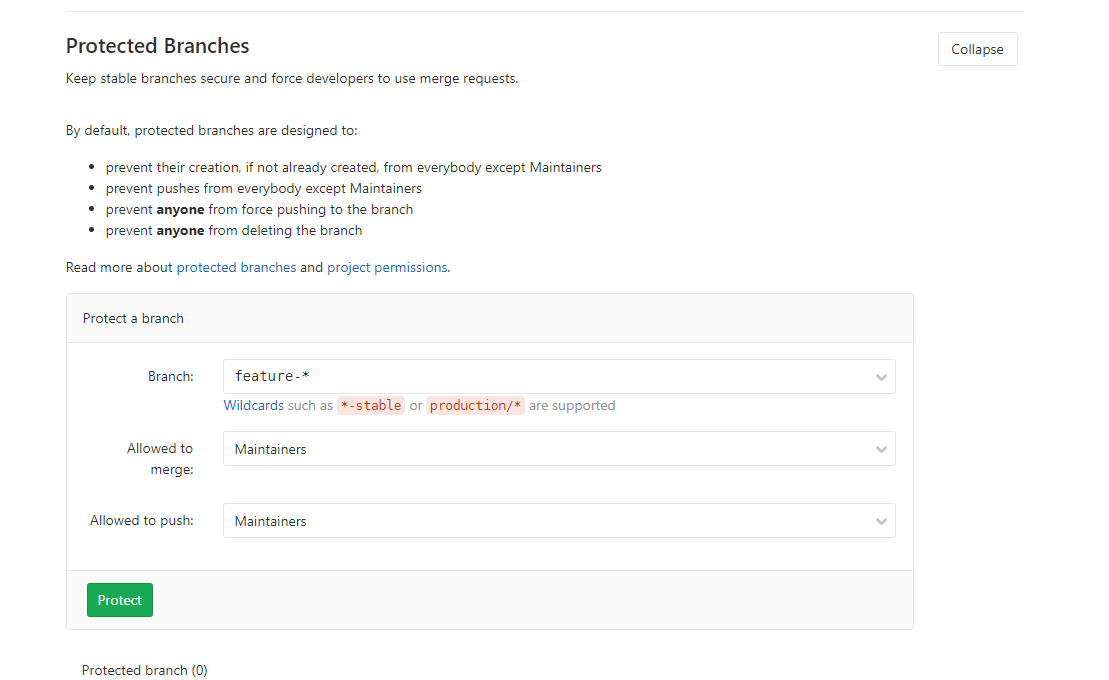 Protected Branches
Collapse
Keep stable branches secure and force developers to use merge requests.
By default, protected branches are designed to:
prevent their creation, if not already created, from everybody except Maintainers
prevent pushes from everybody except Maintainers
prevent anyone from force pushing to the branch
prevent anyone from deleting the branch
Read more about protected branches and project permissions.
Protect a branch
Branch:
feature-*
Wildcards such as *-stable or production/* are supported
Allowed to
merge:
Maintainers
Allowed to push:
Maintainers
Protect
Protected branch (0)